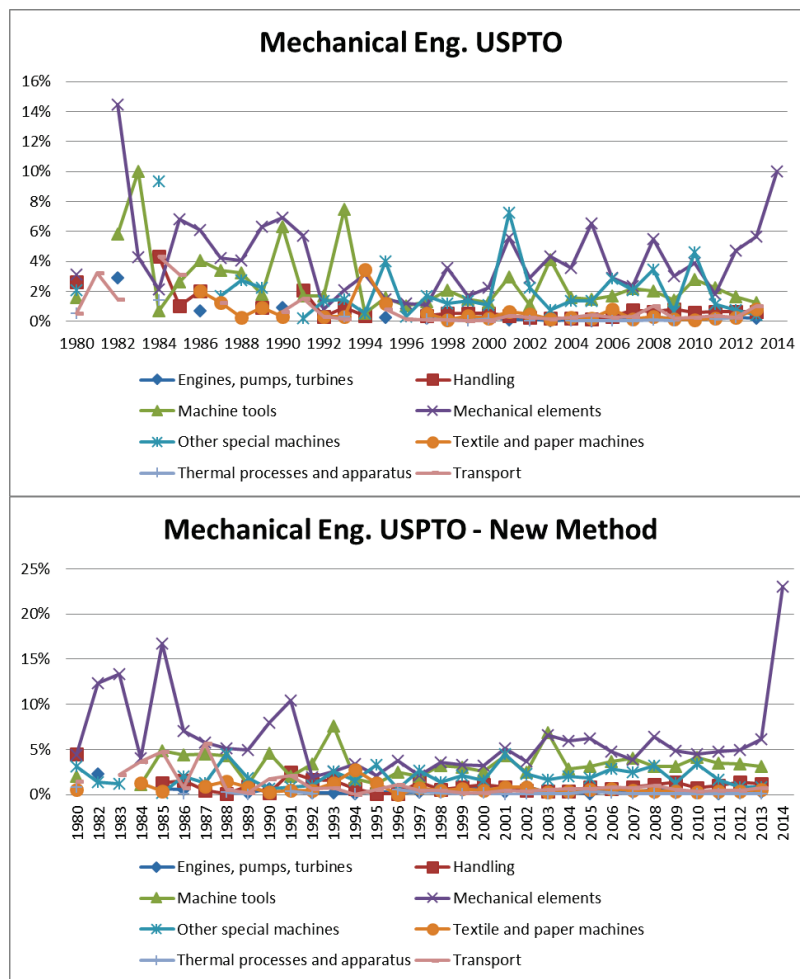 Mechanical Eng. USPTO
16%
14%
12%
10%
8%
6%
4%
2%
0%
1980 1982 1984 1986 1988 1990 1992 1994 1996 1998 2000 2002 2004 2006 2008 2010 2012 2014
Engines, pumps, turbines Handling
Machine tools Mechanical elements
Other special machines Textile and paper machines
Thermal processes and apparatus Transport
Mechanical Eng. USPTO - New Method
25%
20%
15%
10%
5%
0%
1980 1982 1983 1984 1985 1986 1987 1988 1989 1990 1991 1992 1993 1994 1995 1996 1997 1998 1999 2000 2001 2002 2003 2004 2005 2006 2007 2008 2009 2010 2011 2012 2013 2014
Engines, pumps, turbines Handling
Machine tools Mechanical elements
Other special machines Textile and paper machines
Thermal processes and apparatus Transport